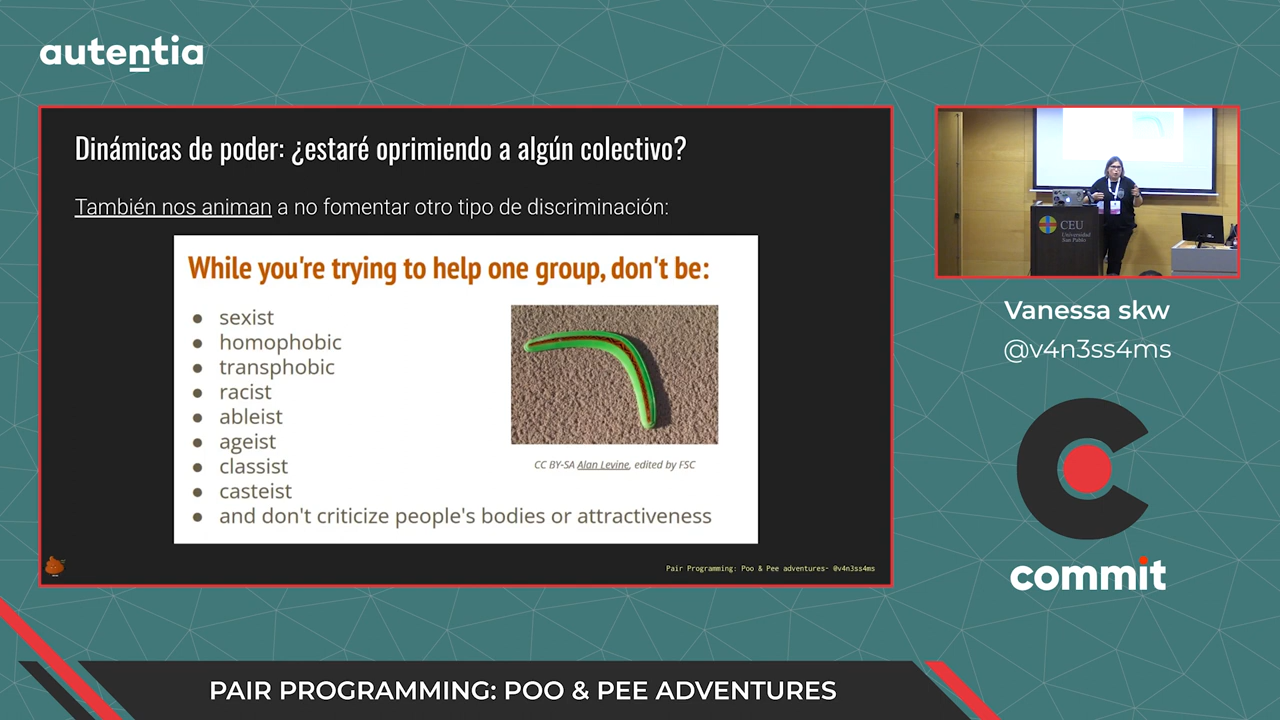 autentia
Dinámicas de poder: ¿estaré oprimiendo a algún colectivo?
También nos animan a no fomentar otro tipo de discriminación:
While you're trying to help one group, don't be:
● sexist
● homophobic
● transphobic
● racist
● ableist
● ageist
● classist
● casteist
● and don't criticize people's bodies or attractiveness
CC BY-SA Alan Levine, edited by FSC
Pair Programming: Poo & Pee adventures- @v4n3ss4ms
CEU
Universidad
San Pablo
Vanessa skw
@v4n3ss4ms
commit
PAIR PROGRAMMING: POO & PEE ADVENTURES